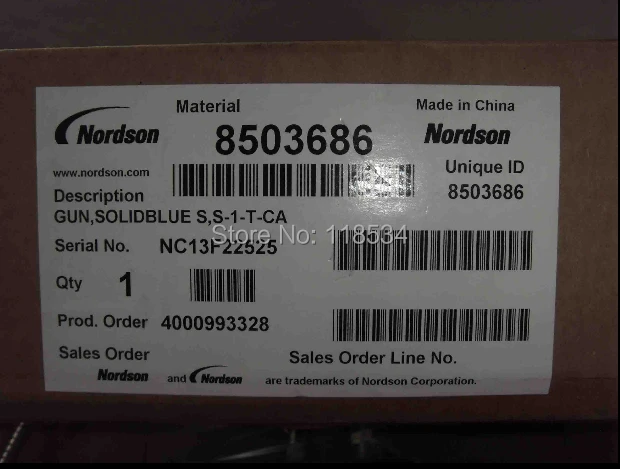 Material
Made in China
Nordson 8503686 Nordson
www.nordson.com
Unique ID
Description
8503686
GUN,SOLIDBLUE S,S-1-T-CA
Store No: 118534
Serial No. NC13F22525
Qty 1
Prod. Order 4000993328
Sales Order
Sales Order Line No.
Nordson and Nordson are trademarks of Nordson Corporation.